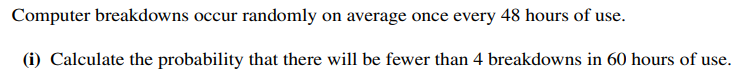 Computer breakdowns occur randomly on average once every 48 hours of use.
(i) Calculate the probability that there will be fewer than 4 breakdowns in 60 hours of use.